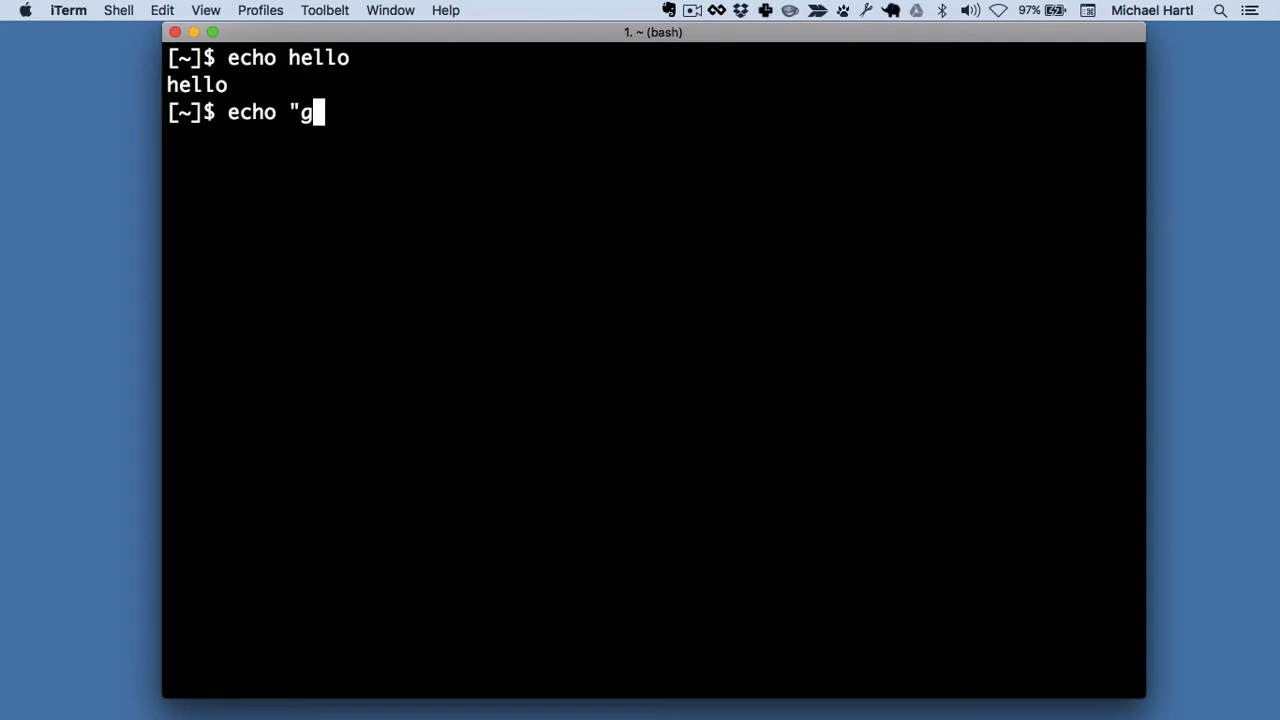 iTerm Shell Edit View Profiles Toolbelt Window Help 97% Michael Hartl
1. ~ (bash)
[~]$ echo hello
hello
[~]$ echo "g